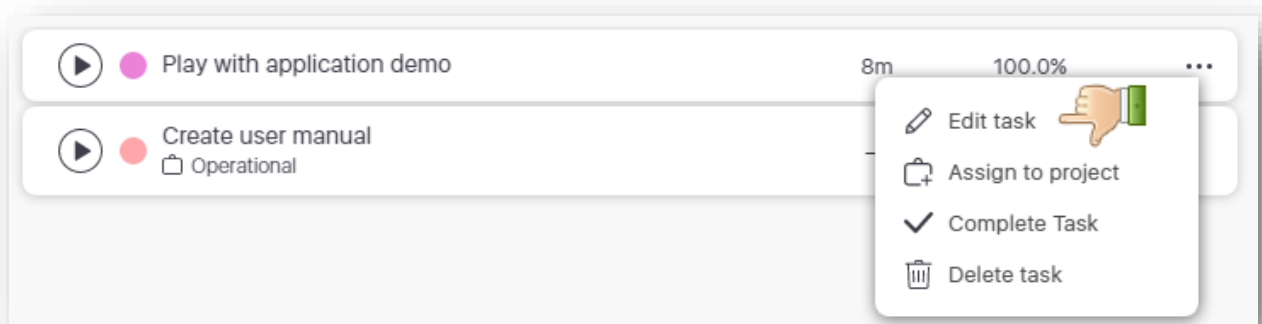 Play with application demo 8m 100.0%
Edit task
Create user manual
Operational
Assign to project
Complete Task
Delete task